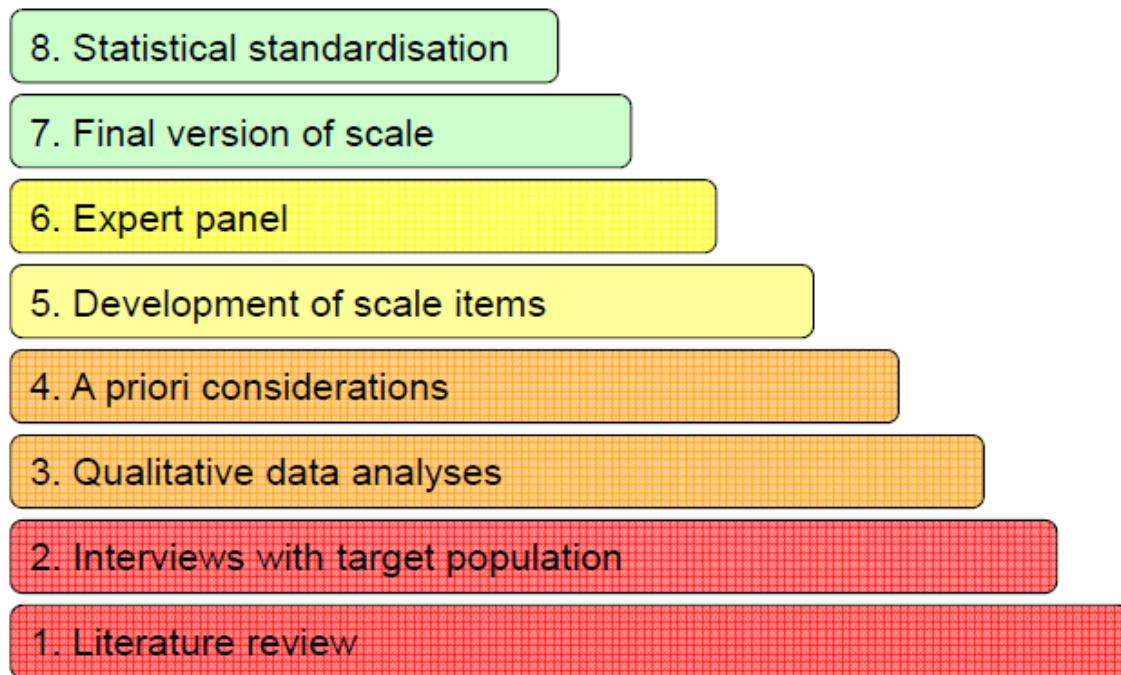 8. Statistical standardisation
7. Final version of scale
6. Expert panel
5. Development of scale items
4. A priori considerations
3. Qualitative data analyses
2. Interviews with target population
1. Literature review